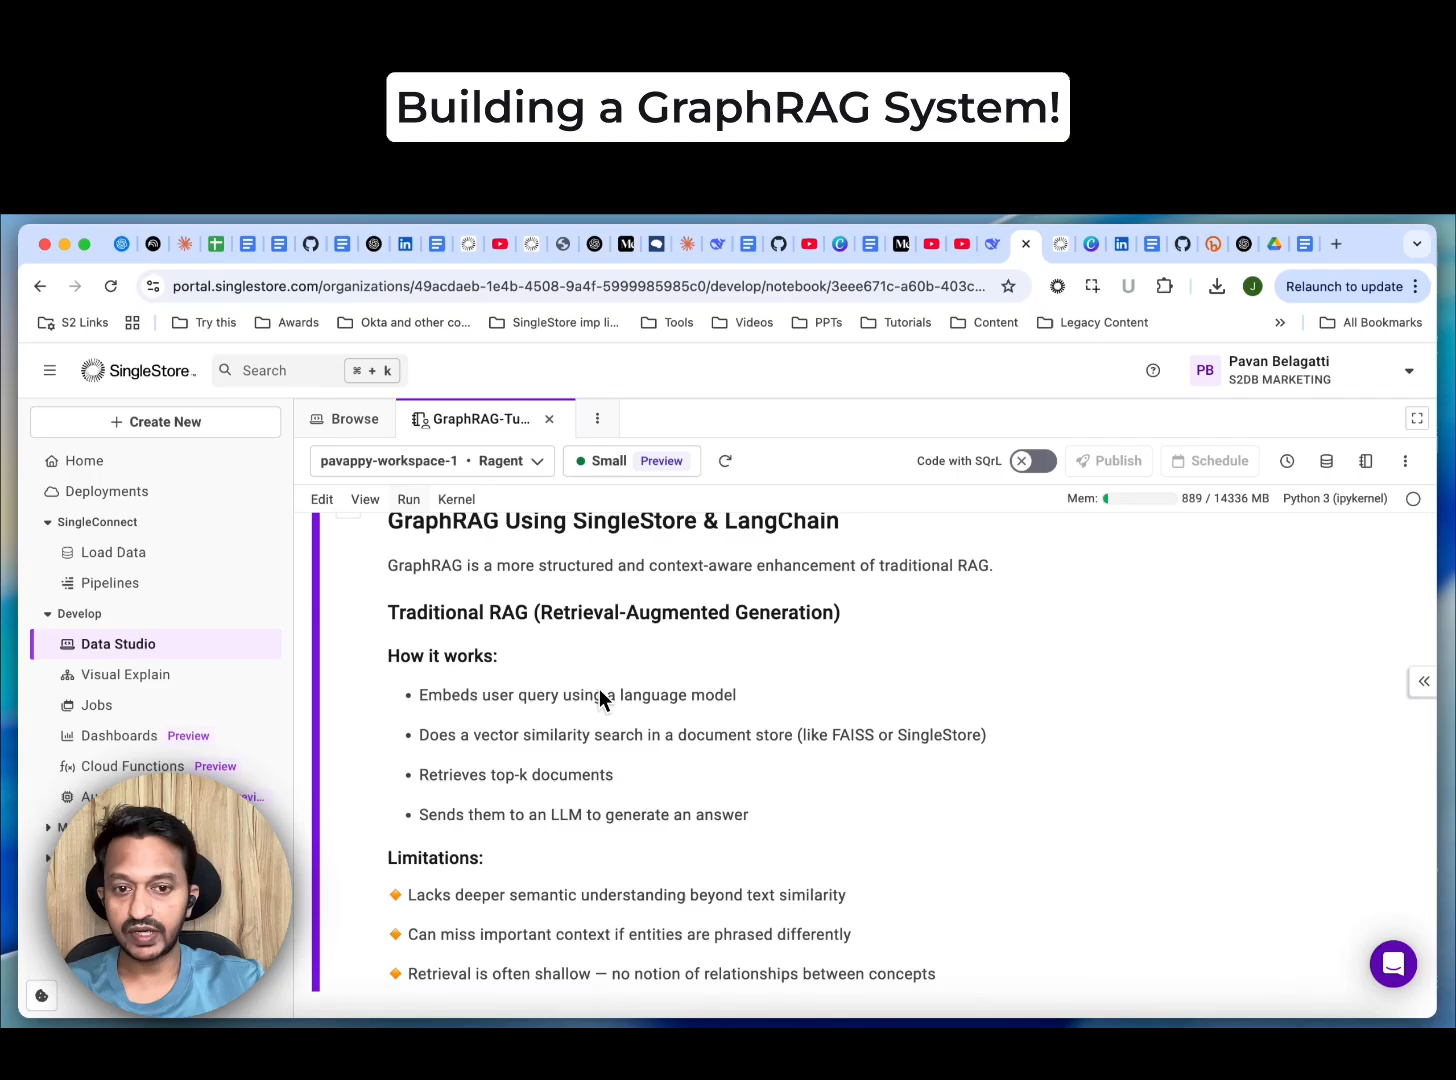 Building a GraphRAG System!
portal.singlestore.com/organizations/49acdaeb-1e4b-4508-9a4f-5999985985c0/develop/notebook/3eee671c-a60b-403c...
J
Relaunch to update
S2 Links
Try this
Awards
Okta and other co...
SingleStore imp li...
Tools
Videos
PPTs
Tutorials
Content
Legacy Content
»
All Bookmarks
SingleStore
Search
⌘ + k
PB
Pavan Belagatti
S2DB MARKETING
+ Create New
Home
Deployments
SingleConnect
Load Data
Pipelines
Develop
Data Studio
Visual Explain
Jobs
Dashboards Preview
Cloud Functions Preview
Browse
GraphRAG-Tu...
pavappy-workspace-1 • Ragent
Small Preview
Code with SQrL
Publish
Schedule
Edit View Run Kernel
Mem: 889 / 14336 MB
Python 3 (ipykernel)
GraphRAG Using SingleStore & LangChain
GraphRAG is a more structured and context-aware enhancement of traditional RAG.
Traditional RAG (Retrieval-Augmented Generation)
How it works:
• Embeds user query using a language model
• Does a vector similarity search in a document store (like FAISS or SingleStore)
• Retrieves top-k documents
• Sends them to an LLM to generate an answer
Limitations:
🔸 Lacks deeper semantic understanding beyond text similarity
🔸 Can miss important context if entities are phrased differently
🔸 Retrieval is often shallow — no notion of relationships between concepts